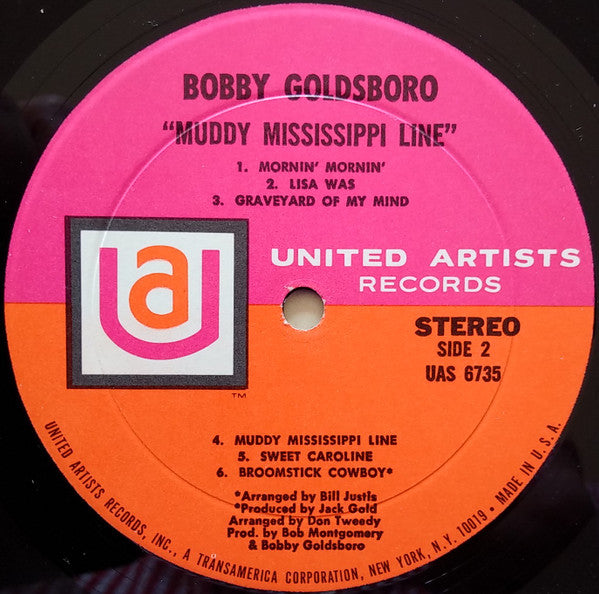 BOBBY GOLDSBORO
"MUDDY MISSISSIPPI LINE"
1. MORNIN' MORNIN'
2. LISA WAS
3. GRAVEYARD OF MY MIND
ua
TM
UNITED ARTISTS
RECORDS
STEREO
SIDE 2
UAS 6735
4. MUDDY MISSISSIPPI LINE
5. SWEET CAROLINE
6. BROOMSTICK COWBOY*
*Arranged by Bill Justis
*Produced by Jack Gold
Arranged by Don Tweedy
Prod. by Bob Montgomery
& Bobby Goldsboro
UNITED ARTISTS RECORDS, INC., A TRANSAMERICA CORPORATION, NEW YORK, N.Y. 10019 • MADE IN U.S.A.